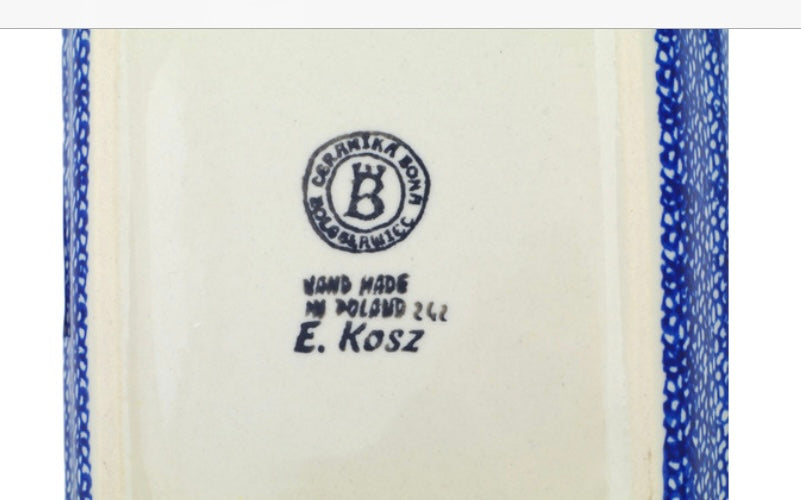 CERAMIKA BONA
BOLESŁAWIEC
B
HAND MADE
IN POLAND 242
E. Kosz